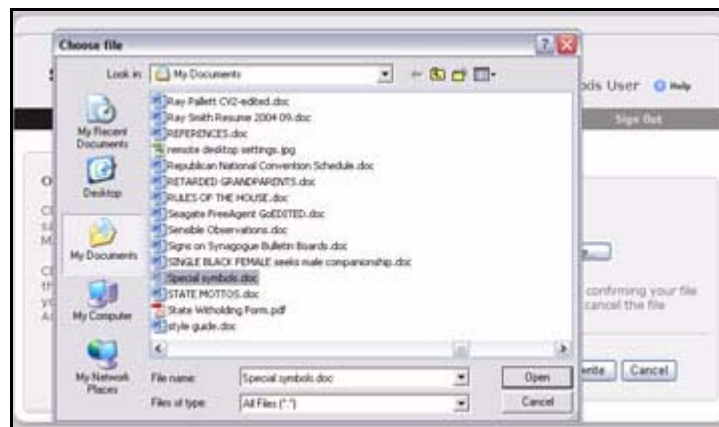 Choose file
Look in:
My Documents
My Recent Documents
Desktop
My Documents
My Computer
My Network Places
Ray Pallett CV2-edited.doc
Ray Smith Resume 2004 09.doc
REFERENCES.doc
remote desktop settings.jpg
Republican National Convention Schedule.doc
RETARDED GRANDPARENTS.doc
RULES OF THE HOUSE.doc
Seagate FreeAgent GoEDITED.doc
Sensible Observations.doc
Signs on Synagogue Bulletin Boards.doc
SINGLE BLACK FEMALE seeks male companionship.doc
Special symbols.doc
STATE MOTTOS.doc
State Witholding Form.pdf
style guide.doc
File name:
Special symbols.doc
Open
Files of type:
All Files (*.*)
Cancel
User
Help
Sign Out
confirming your file
cancel the file
Cancel